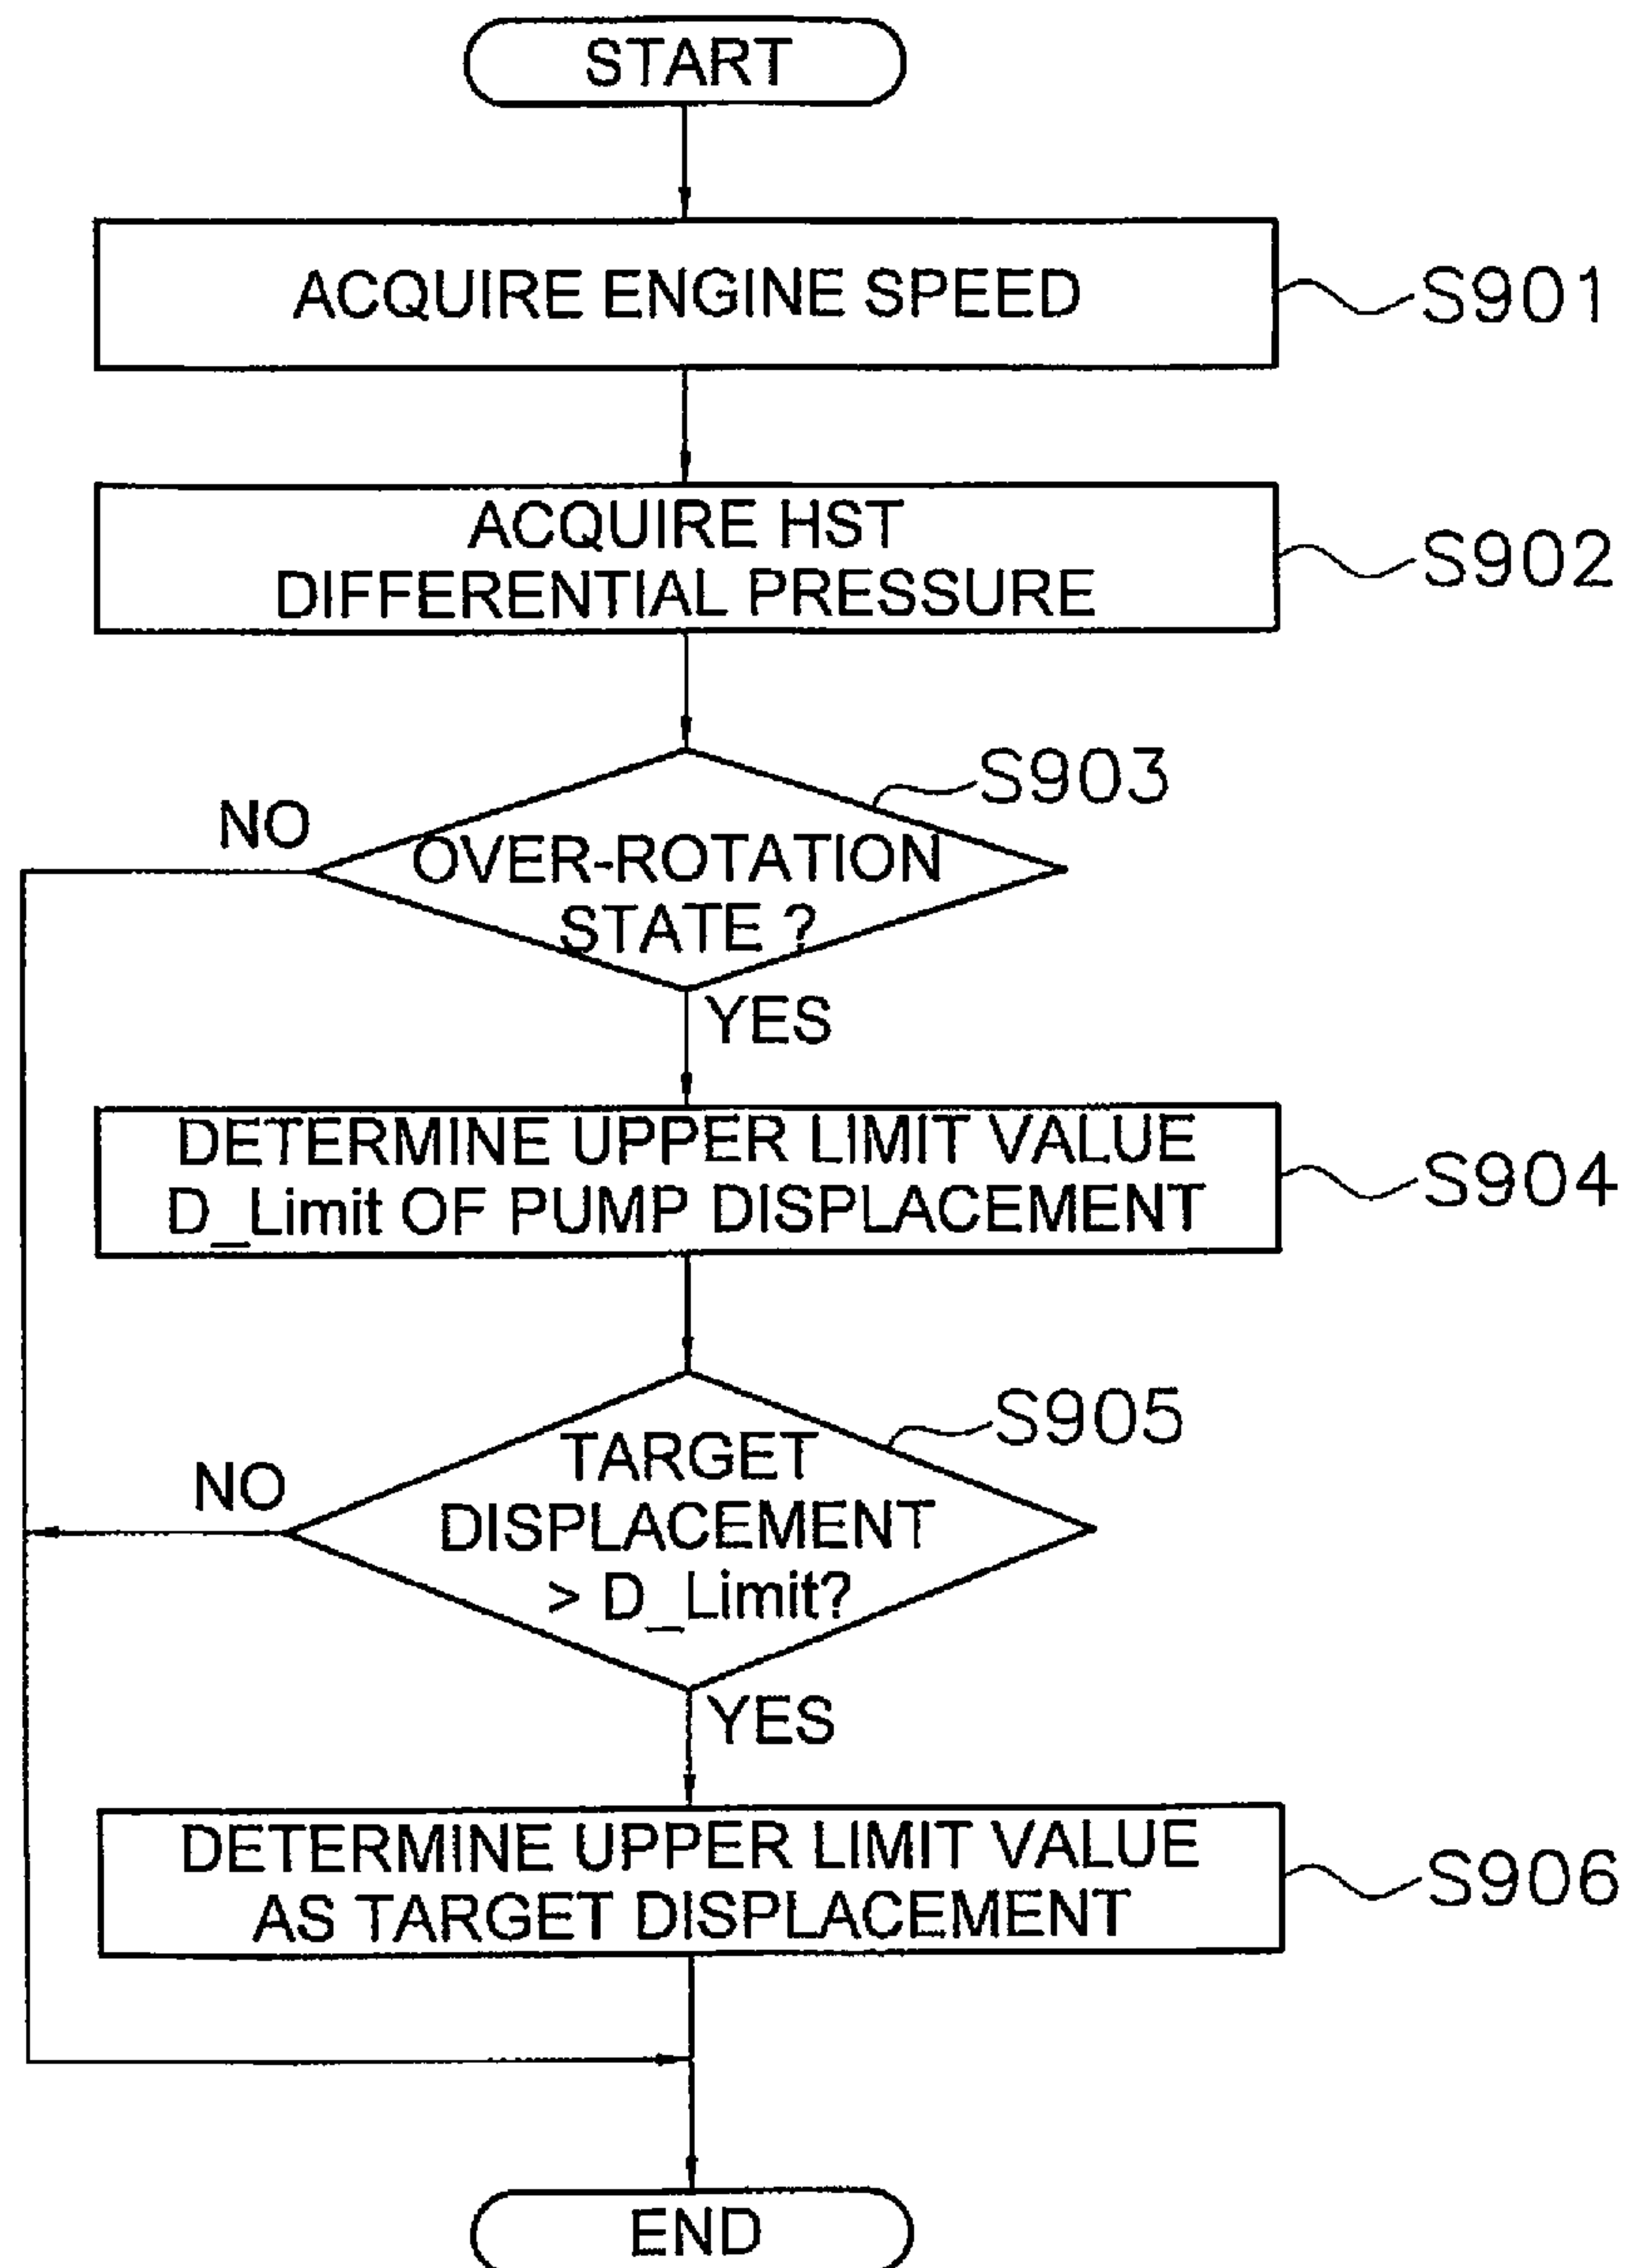 START
ACQUIRE ENGINE SPEED
S901
ACQUIRE HST
DIFFERENTIAL PRESSURE
S902
S903
NO
OVER-ROTATION
STATE ?
YES
DETERMINE UPPER LIMIT VALUE
D_Limit OF PUMP DISPLACEMENT
S904
S905
NO
TARGET
DISPLACEMENT
> D_Limit?
YES
DETERMINE UPPER LIMIT VALUE
AS TARGET DISPLACEMENT
S906
END